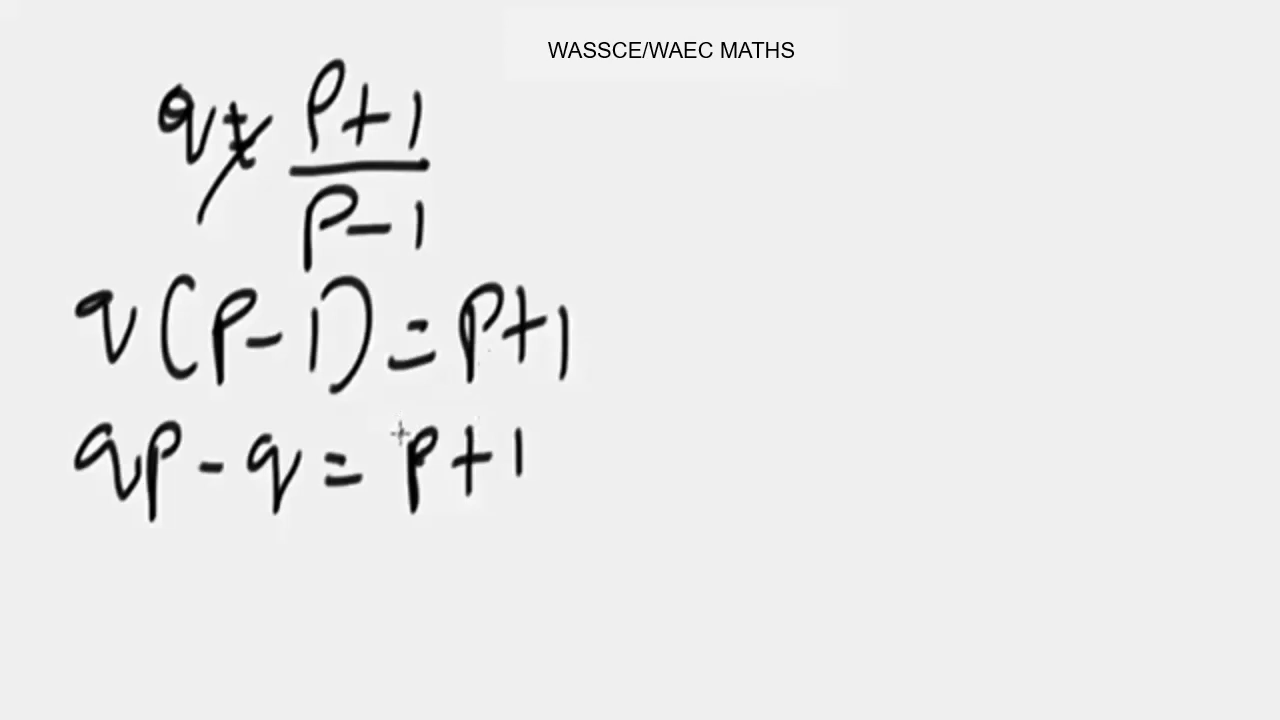 WASSCE/WAEC MATHS
q = p+1
p-1
q(p-1) = p+1
qp - q = p+1